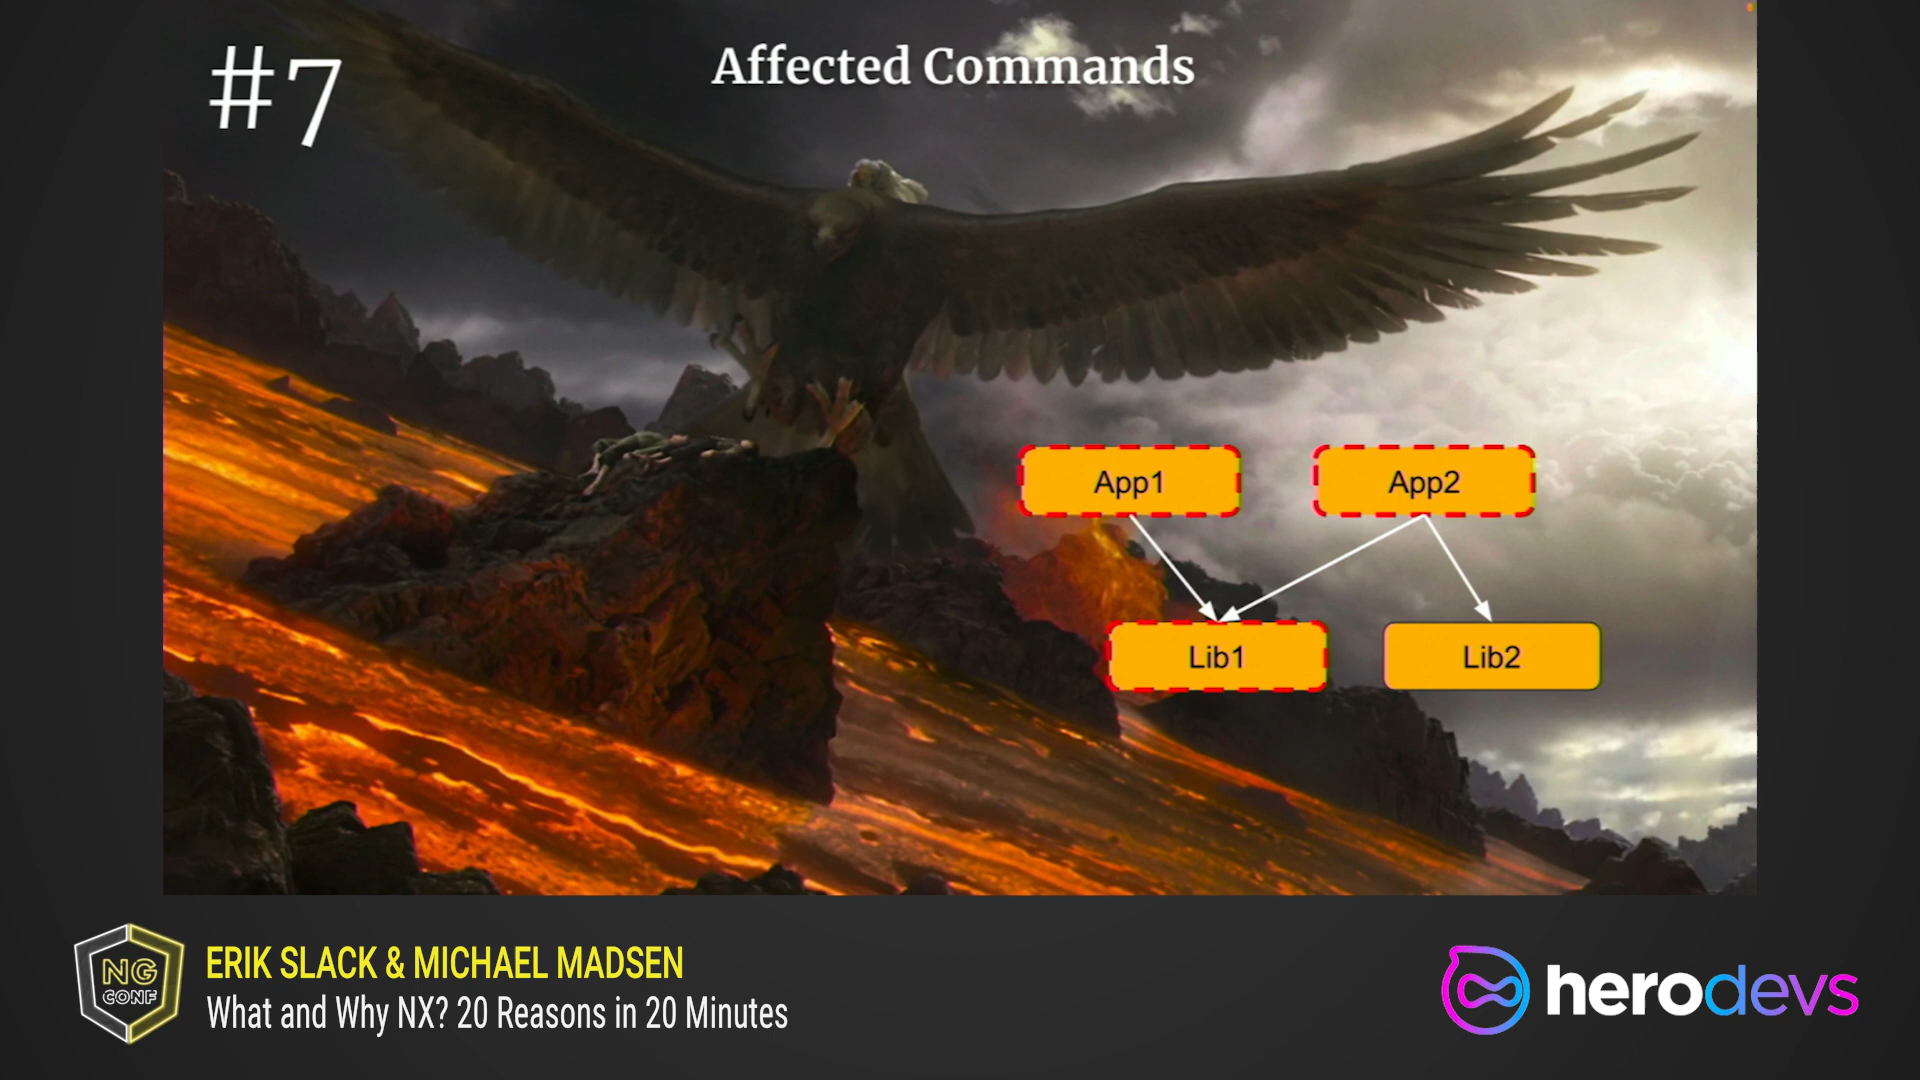 #7
Affected Commands
App1
App2
Lib1
Lib2
NG
CONF
ERIK SLACK & MICHAEL MADSEN
What and Why NX? 20 Reasons in 20 Minutes
herodevs